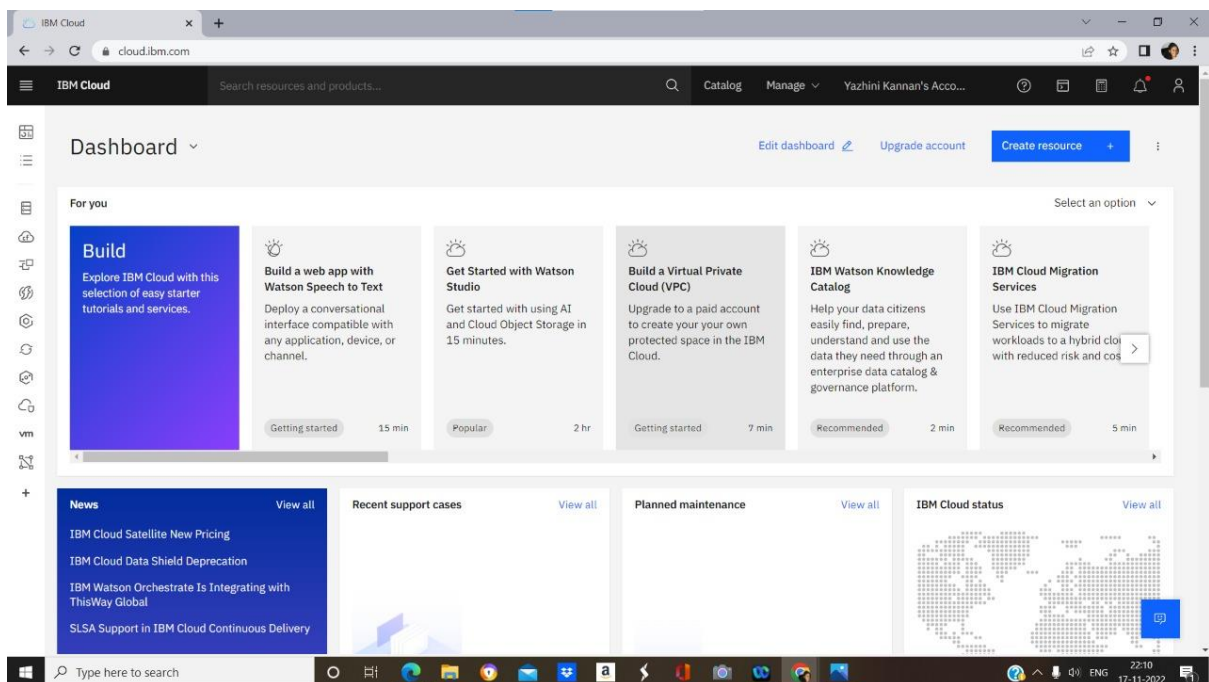 IBM Cloud
cloud.ibm.com
IBM Cloud
Search resources and products...
Catalog
Manage
Yazhini Kannan's Acco...
Dashboard
Edit dashboard
Upgrade account
Create resource +
For you
Select an option
Build
Explore IBM Cloud with this
selection of easy starter
tutorials and services.
Build a web app with
Watson Speech to Text
Deploy a conversational
interface compatible with
any application, device, or
channel.
Getting started
15 min
Get Started with Watson
Studio
Get started with using AI
and Cloud Object Storage in
15 minutes.
Popular
2 hr
Build a Virtual Private
Cloud (VPC)
Upgrade to a paid account
to create your your own
protected space in the IBM
Cloud.
Getting started
7 min
IBM Watson Knowledge
Catalog
Help your data citizens
easily find, prepare,
understand and use the
data they need through an
enterprise data catalog &
governance platform.
Recommended
2 min
IBM Cloud Migration
Services
Use IBM Cloud Migration
Services to migrate
workloads to a hybrid clou
with reduced risk and cos
Recommended
5 min
vm
News
View all
IBM Cloud Satellite New Pricing
IBM Cloud Data Shield Deprecation
IBM Watson Orchestrate Is Integrating with
ThisWay Global
SLSA Support in IBM Cloud Continuous Delivery
Recent support cases
View all
Planned maintenance
View all
IBM Cloud status
View all
Type here to search
a
ENG
22:10
17-11-2022